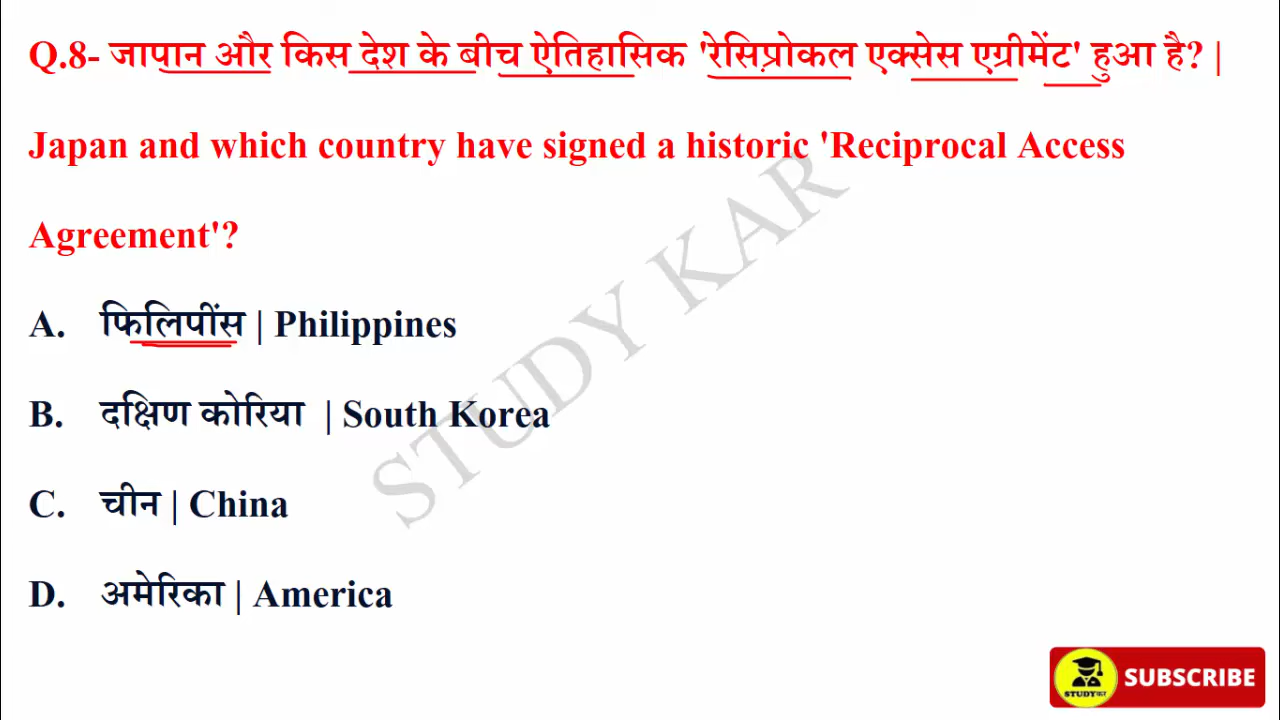 Q.8- जापान और किस देश के बीच ऐतिहासिक 'रेसिप्रोकल एक्सेस एग्रीमेंट' हुआ है? |
Japan and which country have signed a historic 'Reciprocal Access
Agreement'?
A. फिलिपींस | Philippines
B. दक्षिण कोरिया | South Korea
C. चीन | China
D. अमेरिका | America
STUDY KAR
STUDYकर
SUBSCRIBE